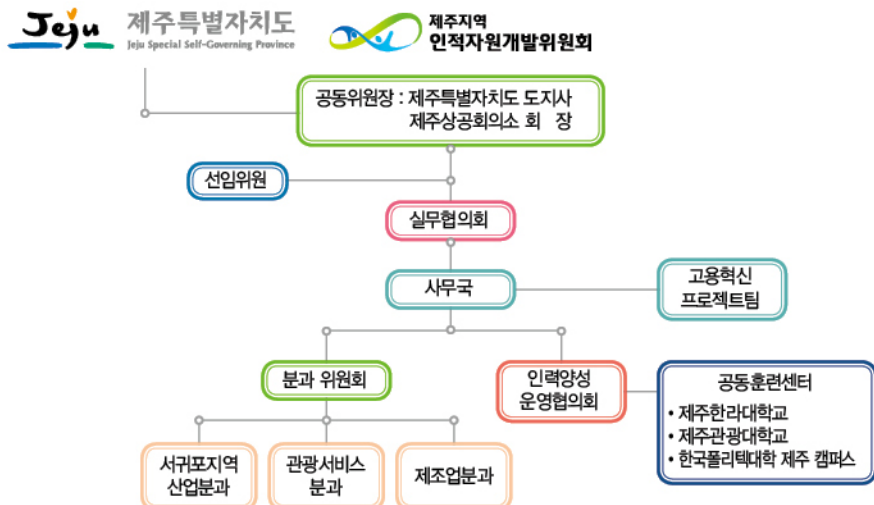 Jeju 제주특별자치도
Jeju Special Self-Governing Province
제주지역
인적자원개발위원회
공동위원장 : 제주특별자치도 도지사
제주상공회의소 회 장
선임위원
실무협의회
사무국
고용혁신
프로젝트팀
분과 위원회
인력양성
운영협의회
공동훈련센터
• 제주한라대학교
• 제주관광대학교
• 한국폴리텍대학 제주 캠퍼스
서귀포지역
산업분과
관광서비스
분과
제조업분과